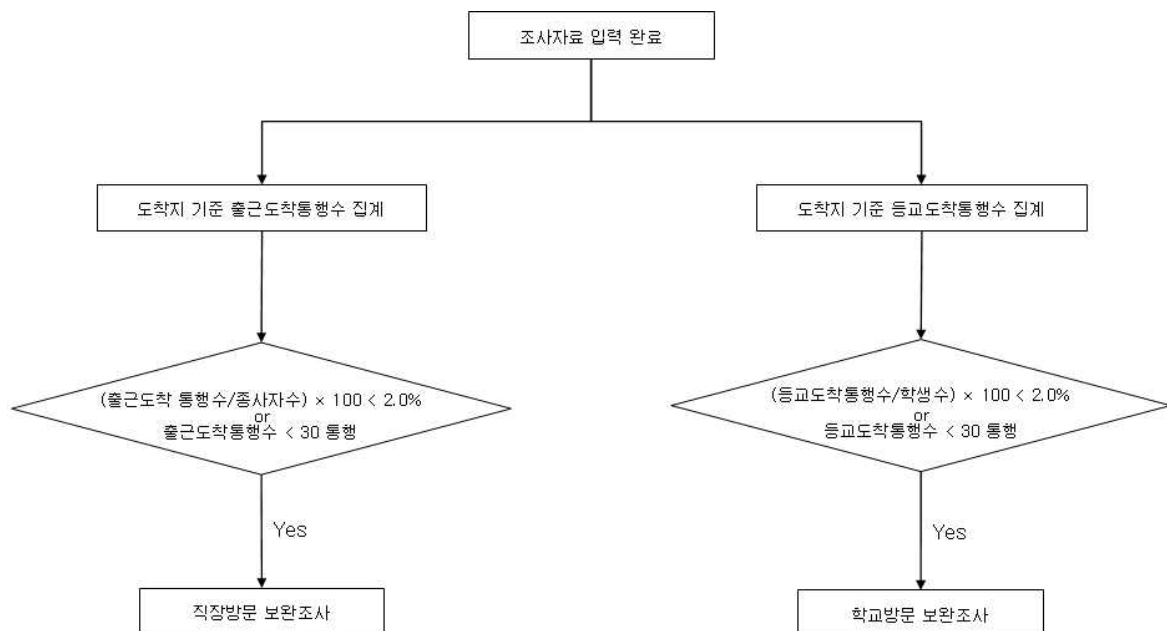 조사자료 입력 완료
도착지 기준 출근도착통행수 집계
도착지 기준 등교도착통행수 집계
(출근도착 통행수/종사자수) × 100 < 2.0%
or
출근도착통행수 < 30 통행
(등교도착통행수/학생수) × 100 < 2.0%
or
등교도착통행수 < 30 통행
Yes
Yes
직장방문 보완조사
학교방문 보완조사